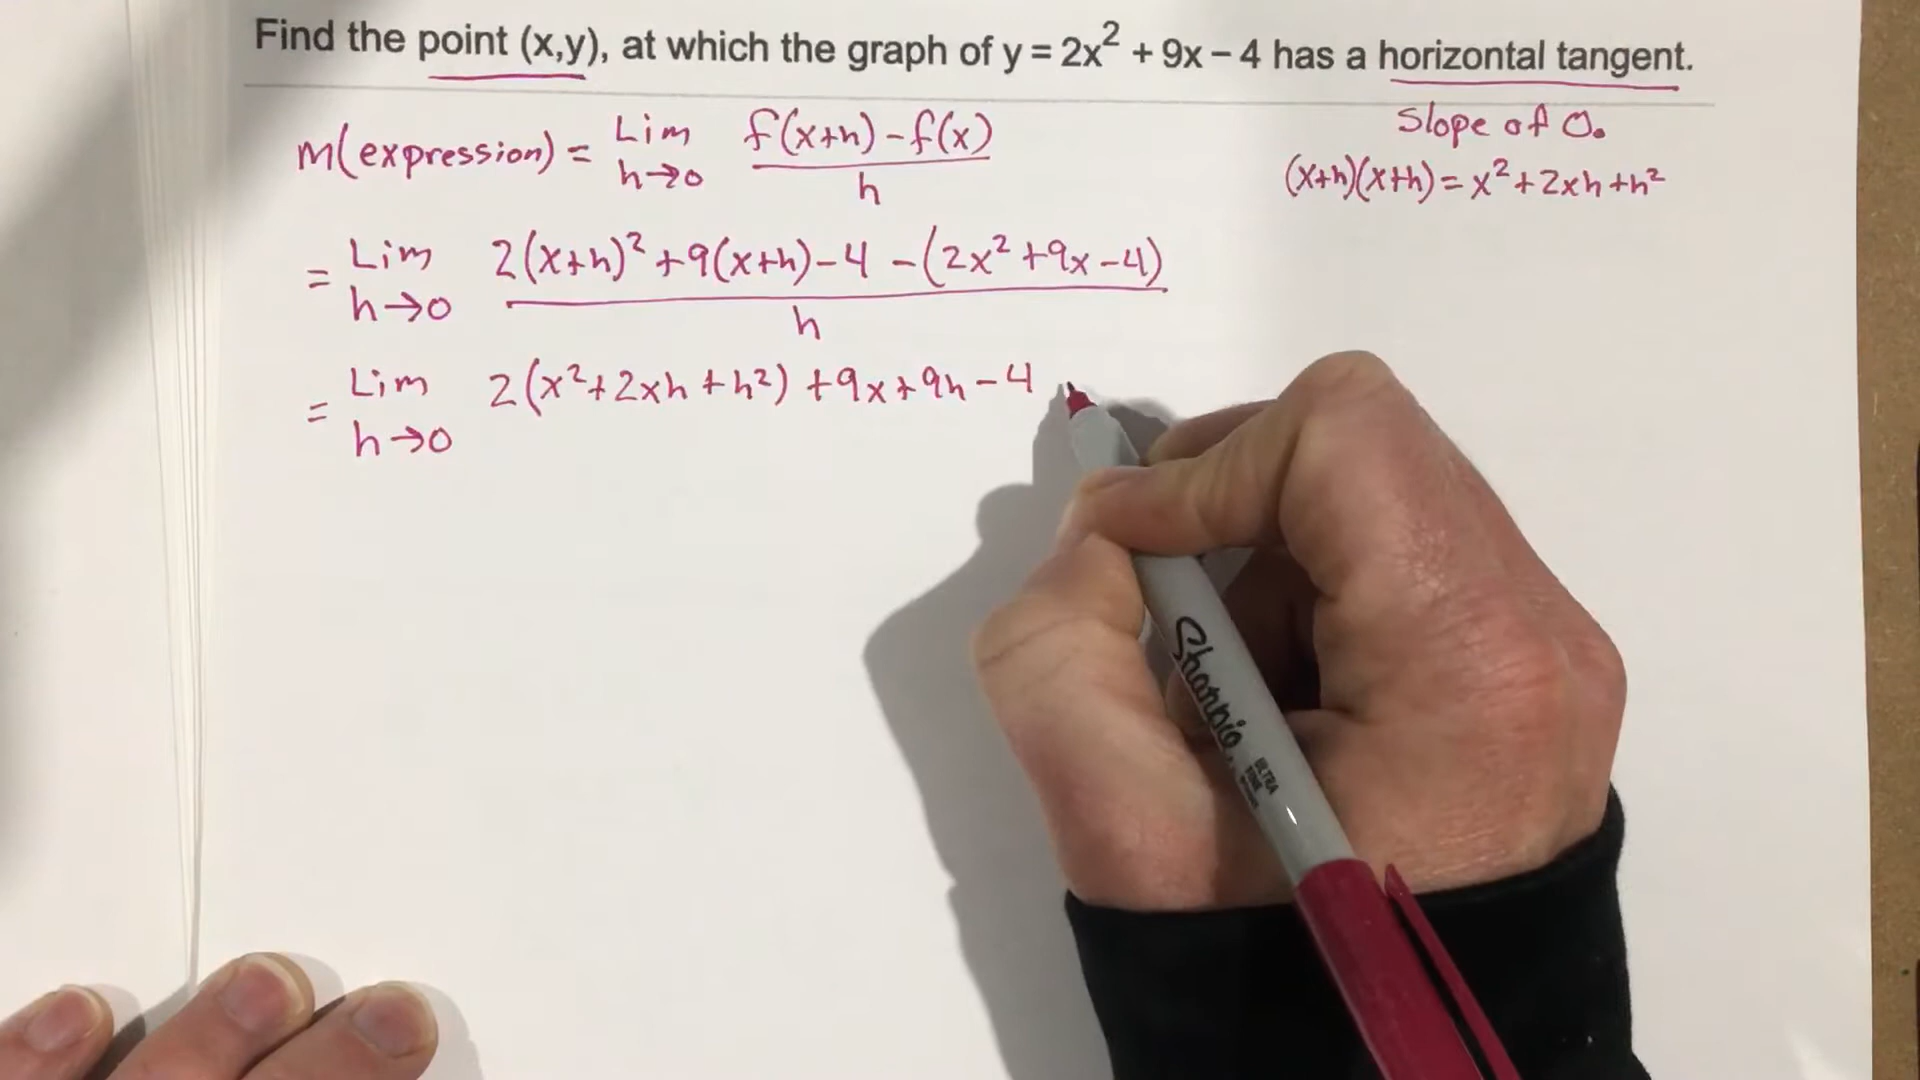 Find the point (x,y), at which the graph of y = 2x² + 9x − 4 has a horizontal tangent.
Slope of 0.
m(expression) = Lim h→0 f(x+h) − f(x) / h
(x+h)(x+h) = x² + 2xh + h²
= Lim h→0 2(x+h)² + 9(x+h) − 4 − (2x² + 9x − 4) / h
= Lim h→0 2(x² + 2xh + h²) + 9x + 9h − 4
Sharpie.
ULTRA
FINE